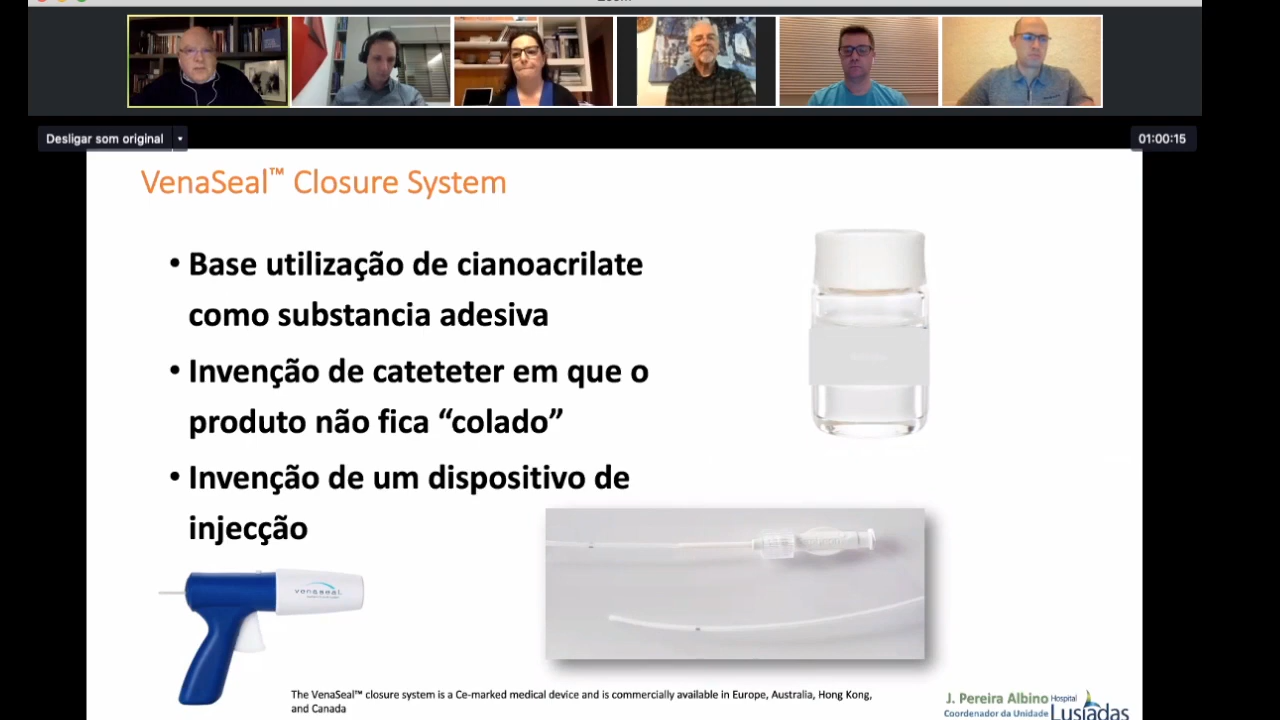 Desligar som original
01:00:15
VenaSeal™ Closure System
• Base utilização de cianoacrilate
como substancia adesiva
• Invenção de cateteter em que o
produto não fica “colado”
• Invenção de um dispositivo de
injecção
venaseal
The VenaSeal™ closure system is a Ce-marked medical device and is commercially available in Europe, Australia, Hong Kong,
and Canada
J. Pereira Albino
Coordenador da Unidade
Hospital
Lusíadas